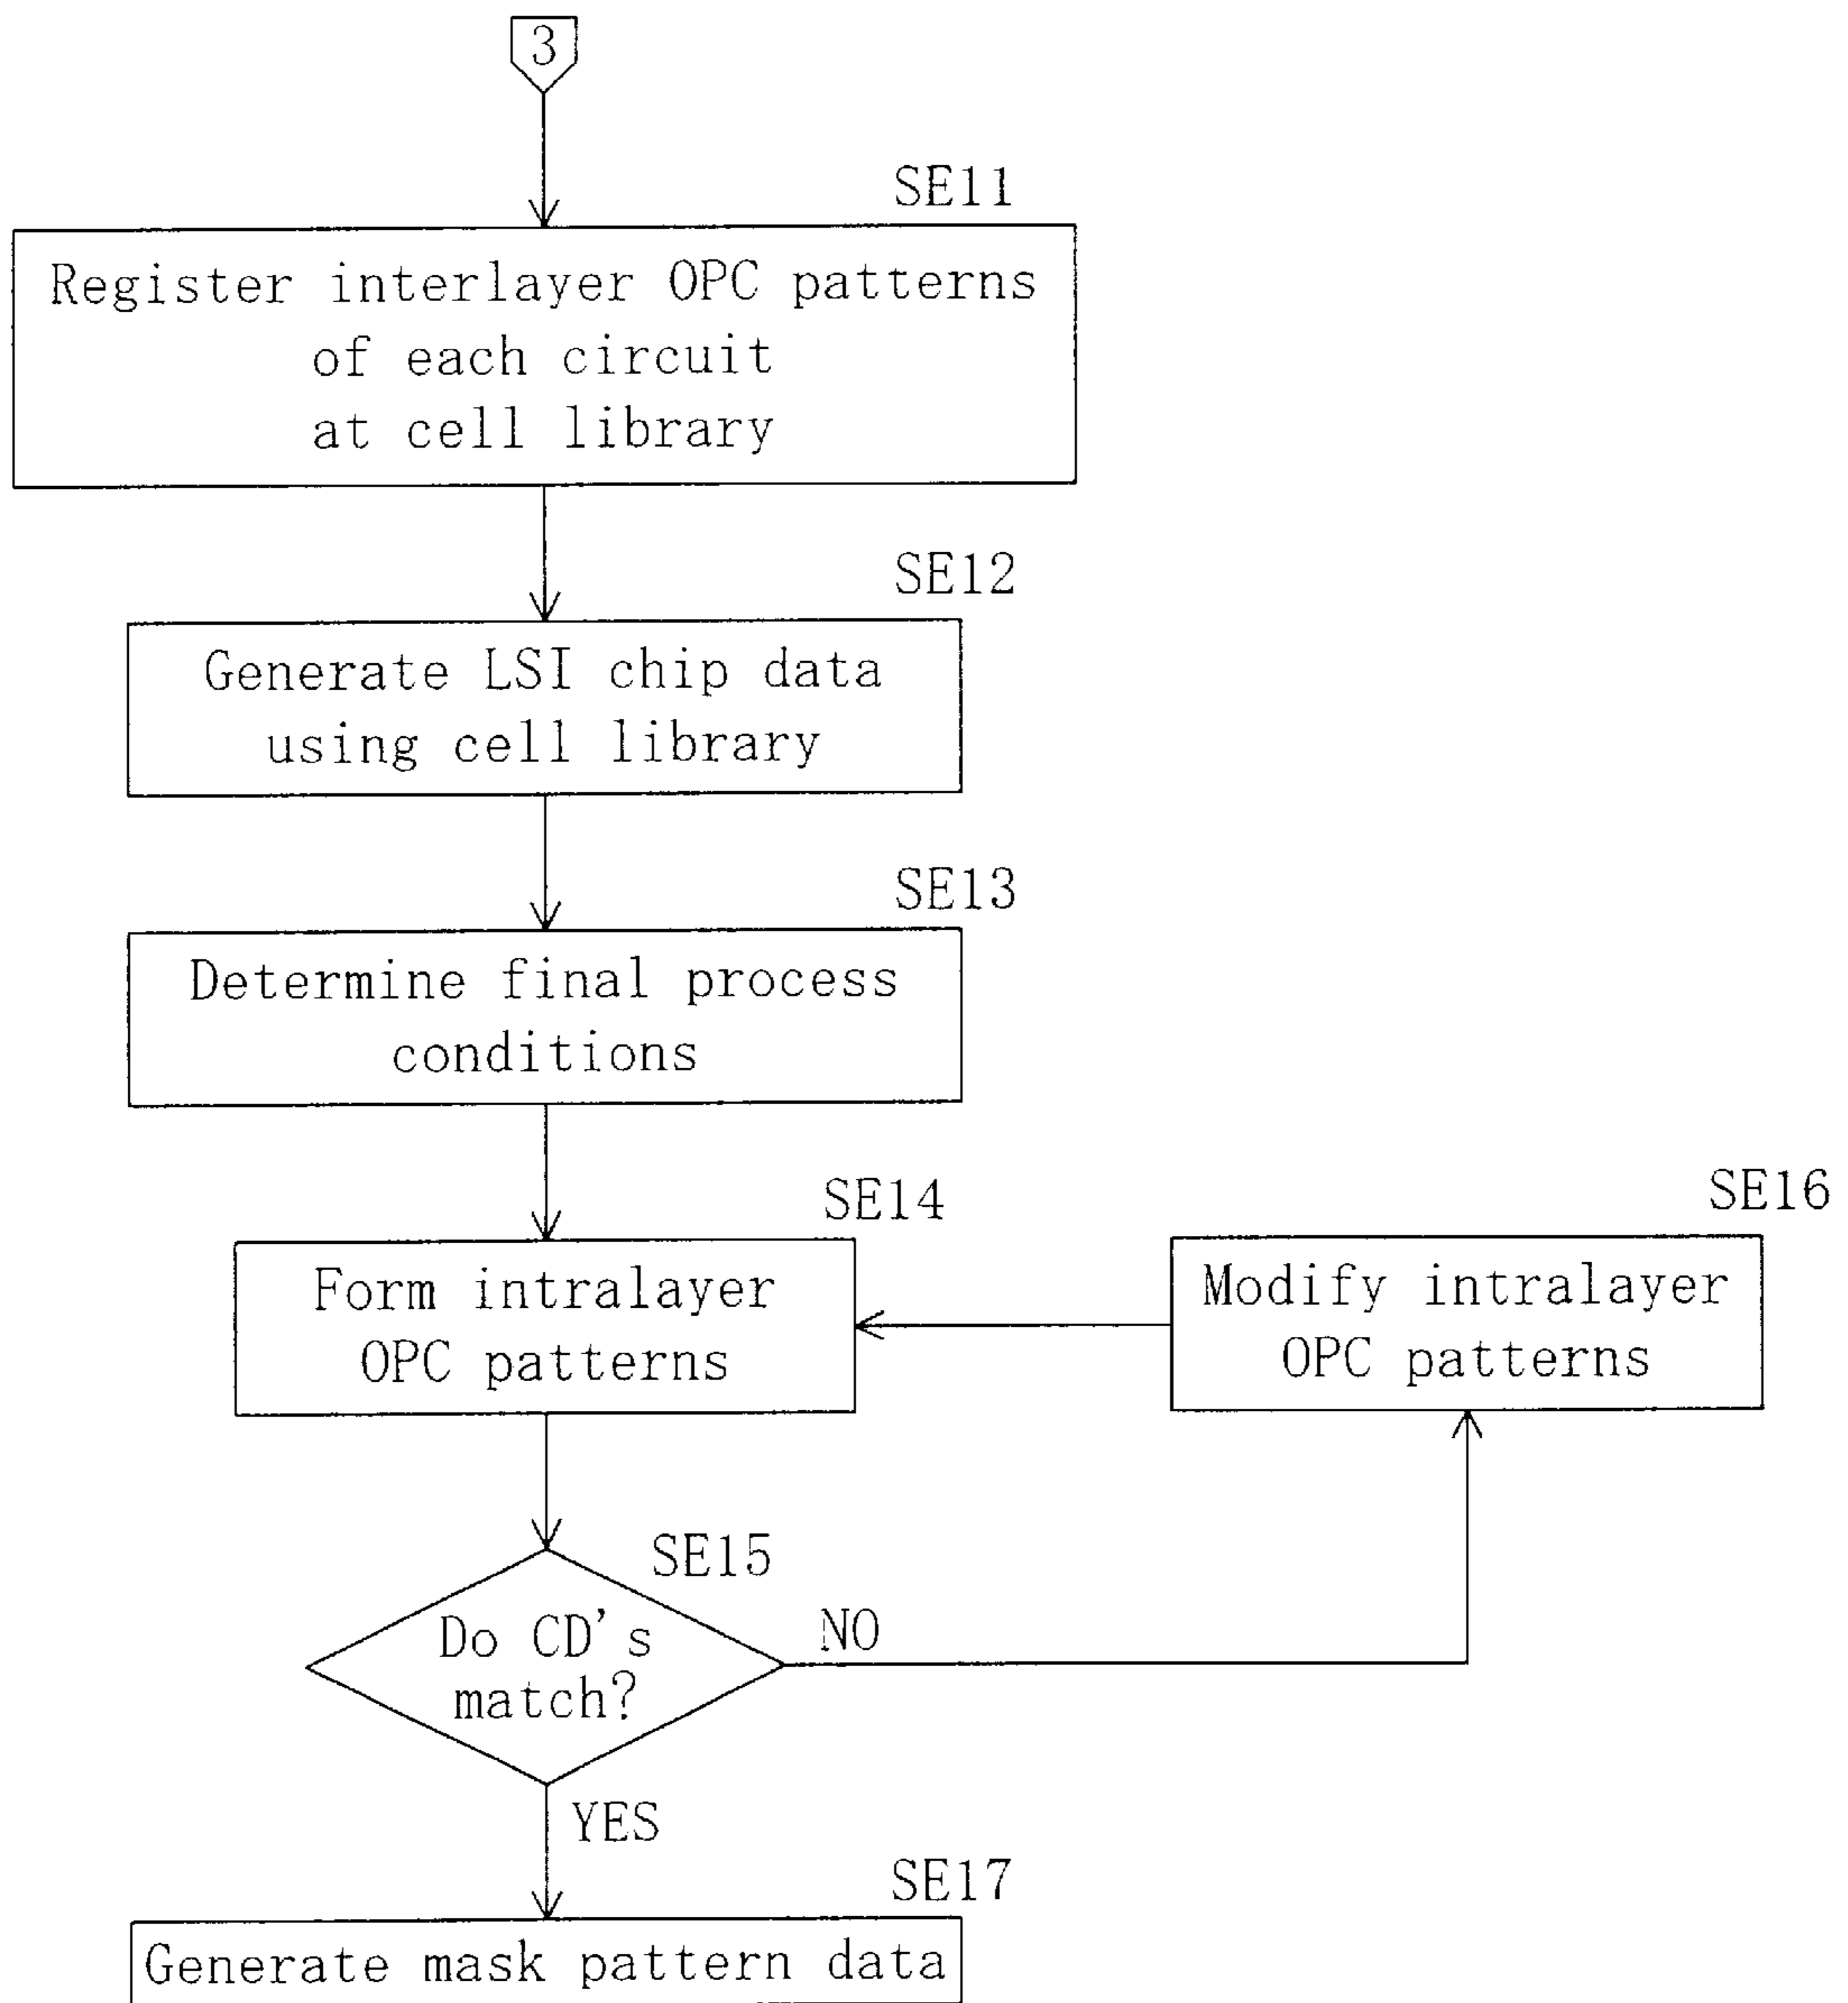 3
SE11
Register interlayer OPC patterns
of each circuit
at cell library
SE12
Generate LSI chip data
using cell library
SE13
Determine final process
conditions
SE14
Form intralayer
OPC patterns
SE16
Modify intralayer
OPC patterns
SE15
Do CD's
match?
NO
YES
SE17
Generate mask pattern data